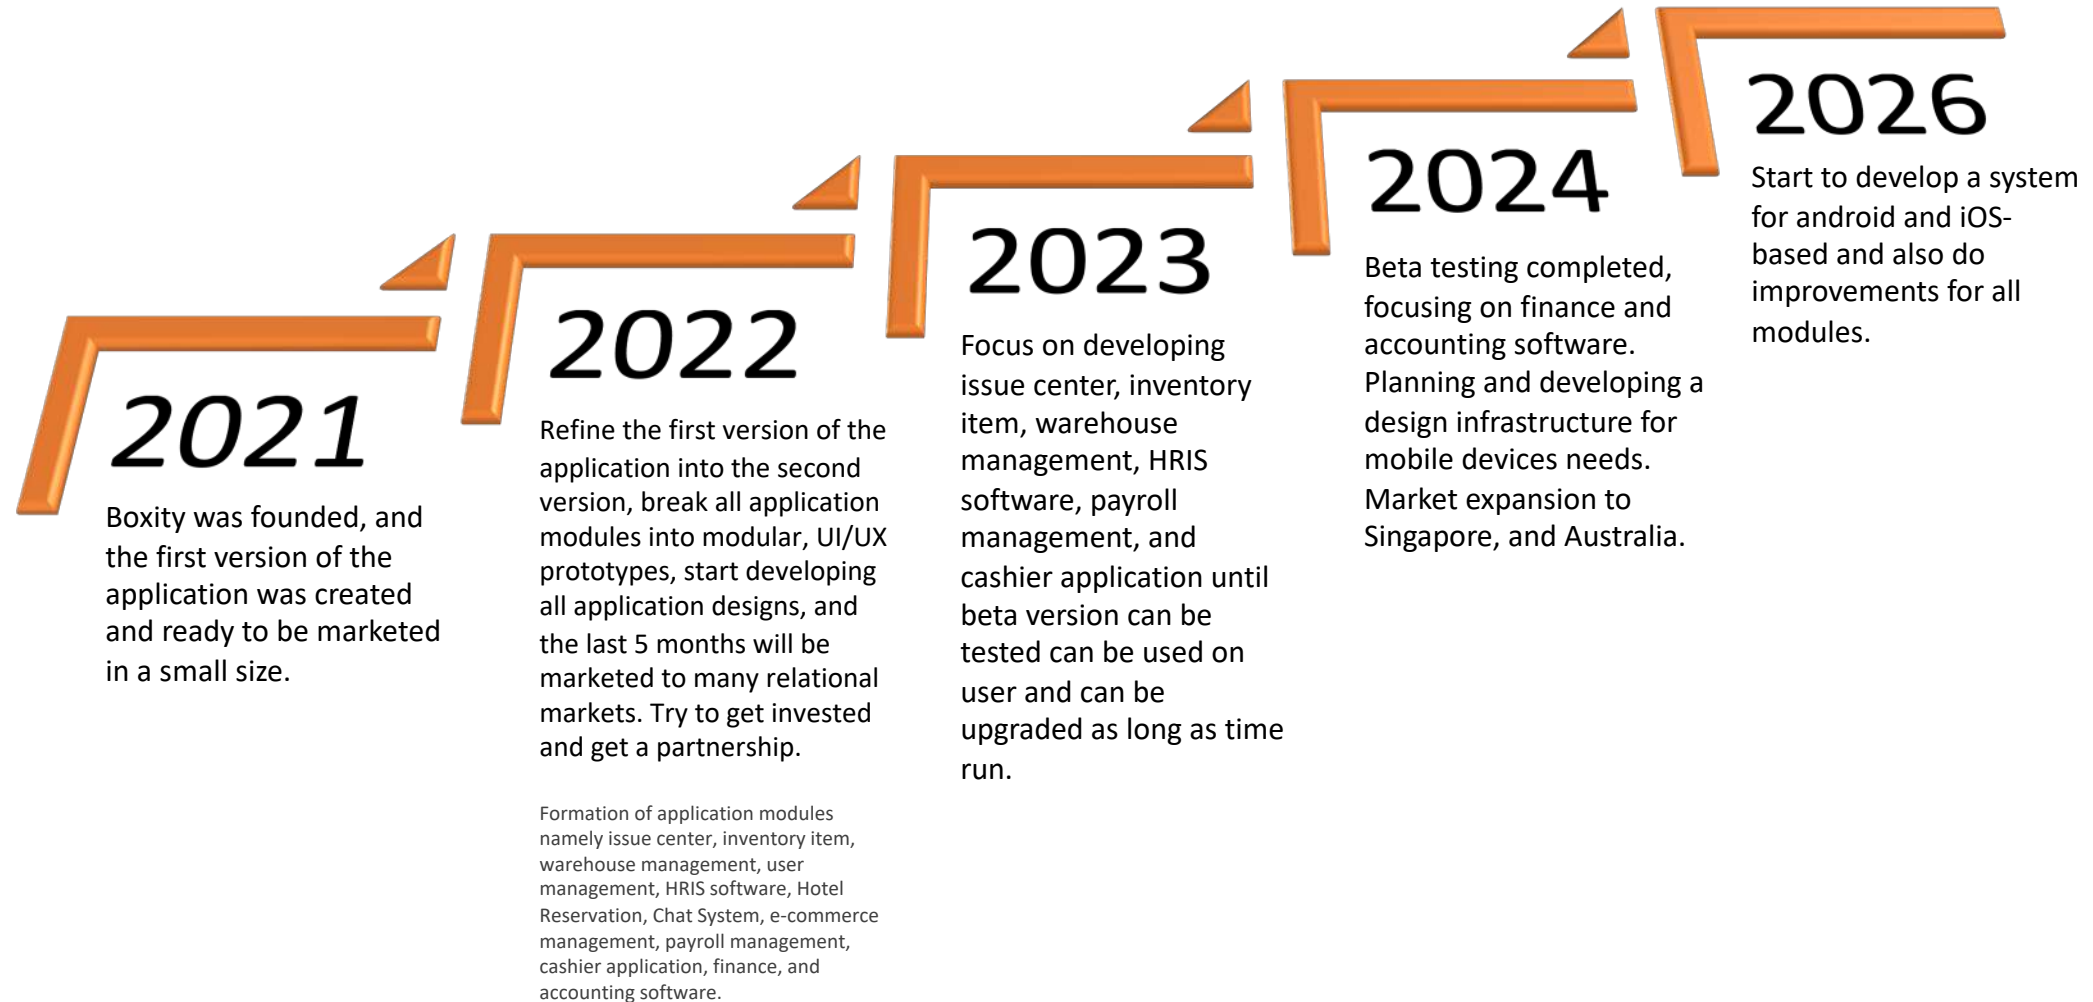 2021
Boxity was founded, and
the first version of the
application was created
and ready to be marketed
in a small size.
2022
Refine the first version of the
application into the second
version, break all application
modules into modular, UI/UX
prototypes, start developing
all application designs, and
the last 5 months will be
marketed to many relational
markets. Try to get invested
and get a partnership.
Formation of application modules
namely issue center, inventory item,
warehouse management, user
management, HRIS software, Hotel
Reservation, Chat System, e-commerce
management, payroll management,
cashier application, finance, and
accounting software.
2023
Focus on developing
issue center, inventory
item, warehouse
management, HRIS
software, payroll
management, and
cashier application until
beta version can be
tested can be used on
user and can be
upgraded as long as time
run.
2024
Beta testing completed,
focusing on finance and
accounting software.
Planning and developing a
design infrastructure for
mobile devices needs.
Market expansion to
Singapore, and Australia.
2026
Start to develop a system
for android and iOS-
based and also do
improvements for all
modules.